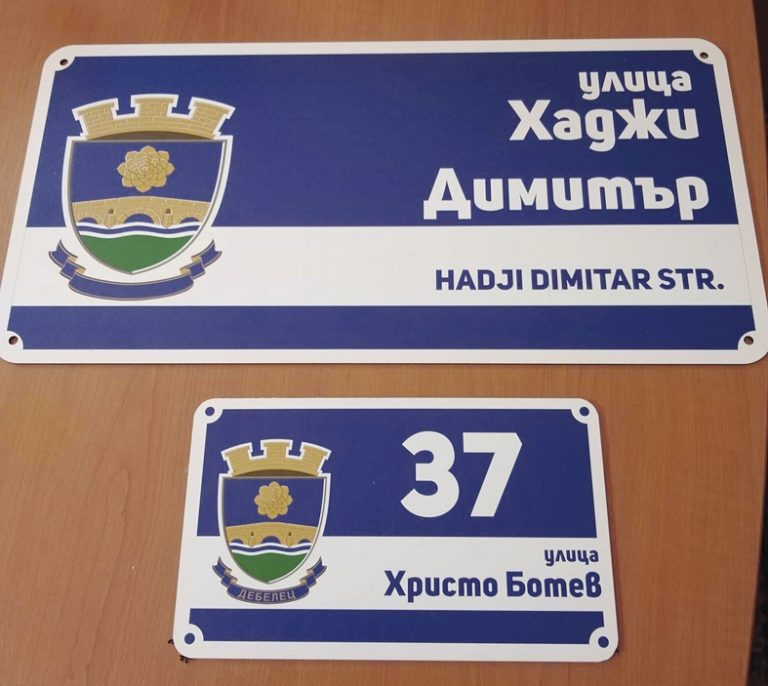 улица
Хаджи
Димитър
HADJI DIMITAR STR.
37
улица
Христо Ботев
ДЕБЕЛЕЦ